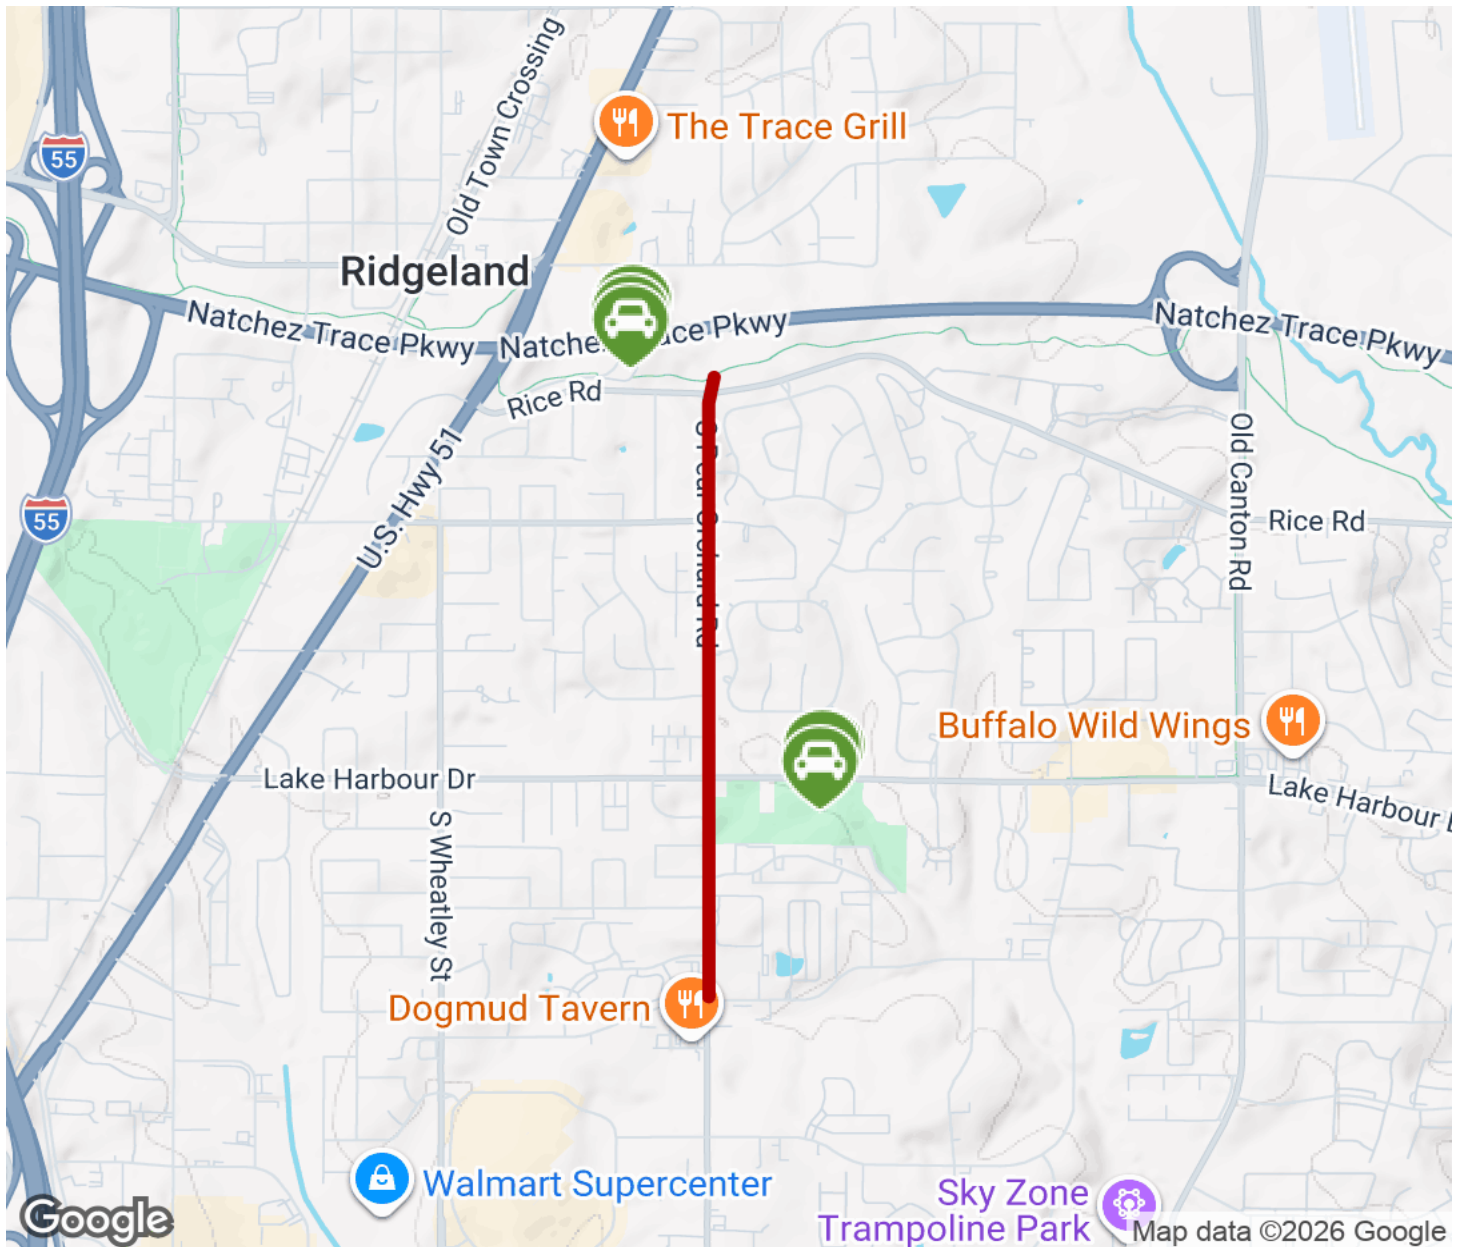 Old Town Crossing
55
The Trace Grill
Ridgeland
Natchez Trace Pkwy
Natchez Trace Pkwy
Natchez Trace Pkwy
Rice Rd
U.S. Hwy 51
Old Canton Rd
55
Rice Rd
Buffalo Wild Wings
Lake Harbour Dr
Lake Harbour
S Wheatley St
Dogmud Tavern
Walmart Supercenter
Sky Zone
Trampoline Park
Google
Map data ©2026 Google